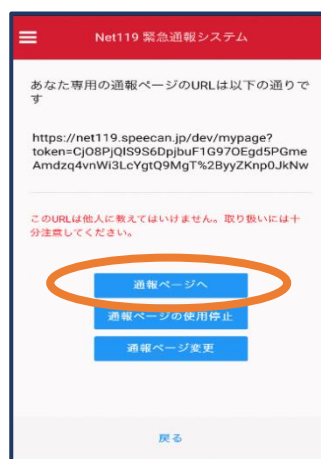 Net119 緊急通報システム
あなた専用の通報ページのURLは以下の通りで
す
https://net119.speecan.jp/dev/mypage?
token=CjO8PjQlS9S6DpjbuF1G97OEgd5PGme
Amdzq4vnWi3LcYgtQ9MgT%2ByyZKnp0JkNw
このURLは他人に教えてはいけません。取り扱いには十
分注意してください。
通報ページへ
通報ページの使用停止
通報ページ変更
戻る